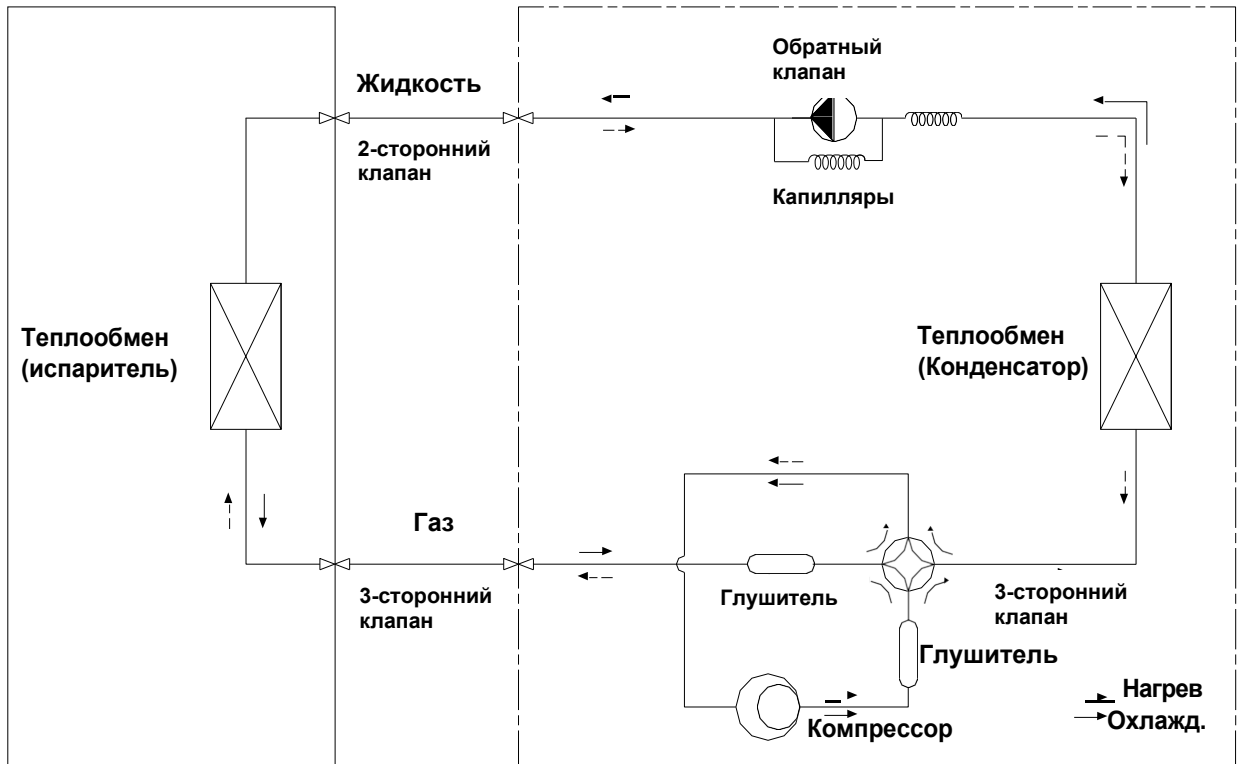 Обратный
клапан
Жидкость
2-сторонний
клапан
Капилляры
Теплообмен
(испаритель)
Теплообмен
(Конденсатор)
Газ
3-сторонний
клапан
Глушитель
3-сторонний
клапан
Глушитель
Компрессор
Нагрев
Охлажд.